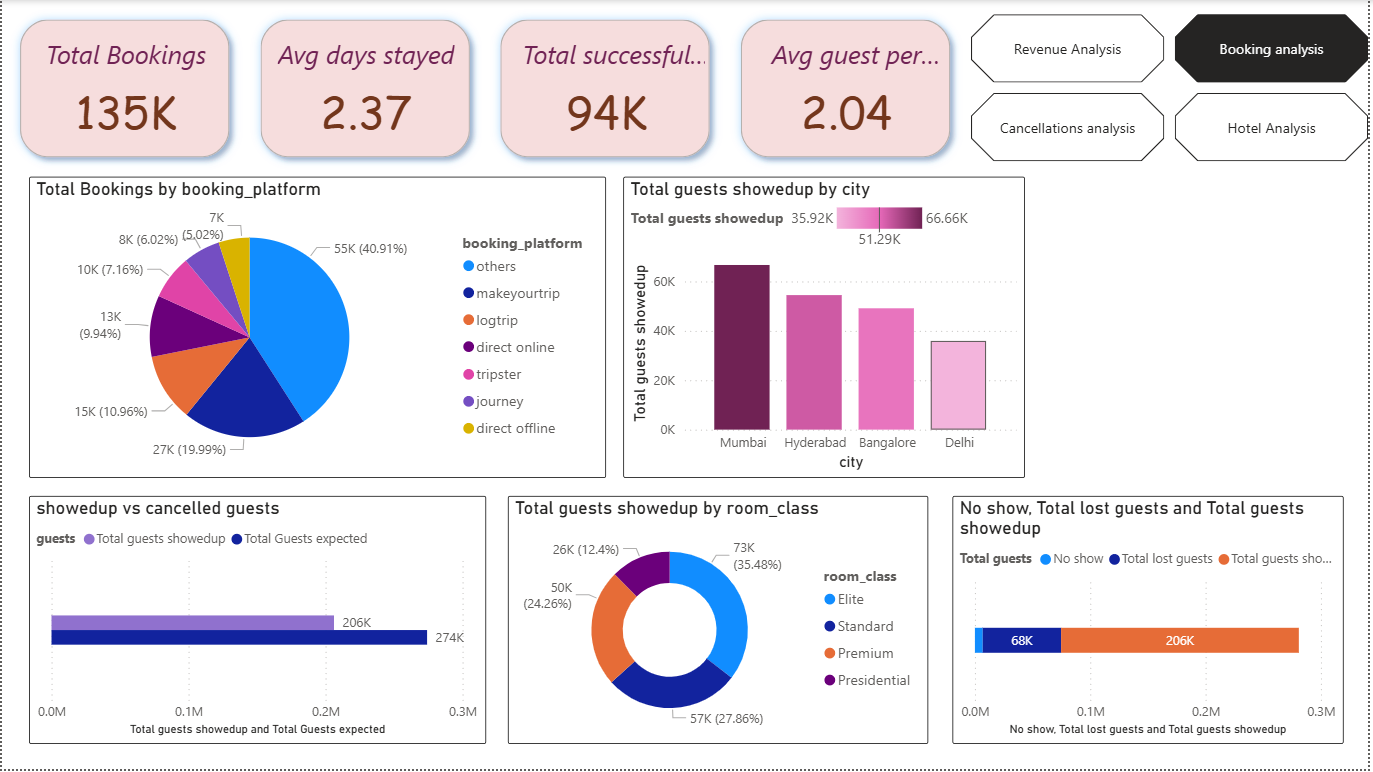 Total Bookings
135K
Avg days stayed
2.37
Total successful...
94K
Avg guest per...
2.04
Revenue Analysis
Booking analysis
Cancellations analysis
Hotel Analysis
Total Bookings by booking_platform
7K
(5.02%)
8K (6.02%)
10K (7.16%)
13K
(9.94%)
15K (10.96%)
27K (19.99%)
55K (40.91%)
booking_platform
others
makeyourtrip
logtrip
direct online
tripster
journey
direct offline
Total guests showedup by city
Total guests showedup 35.92K 66.66K
51.29K
Total guests showedup
60K
40K
20K
0K
Mumbai Hyderabad Bangalore Delhi
city
showedup vs cancelled guests
guests Total guests showedup Total Guests expected
206K
274K
0.0M 0.1M 0.2M 0.3M
Total guests showedup and Total Guests expected
Total guests showedup by room_class
26K (12.4%)
73K
(35.48%)
50K
(24.26%)
57K (27.86%)
room_class
Elite
Standard
Premium
Presidential
No show, Total lost guests and Total guests
showedup
Total guests No show Total lost guests Total guests sho...
68K 206K
0.0M 0.1M 0.2M 0.3M
No show, Total lost guests and Total guests showedup